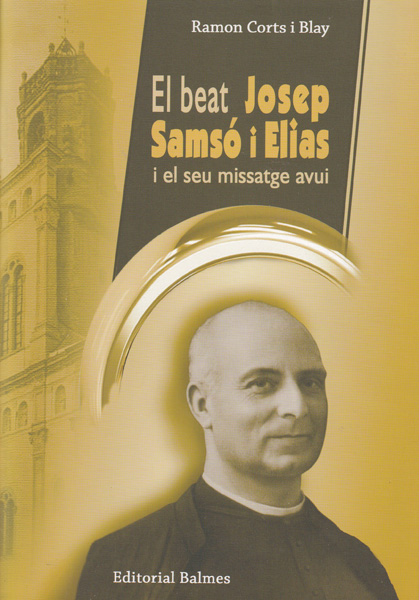 Ramon Corts i Blay
El beat Josep
Samsó i Elias
i el seu missatge avui
Editorial Balmes